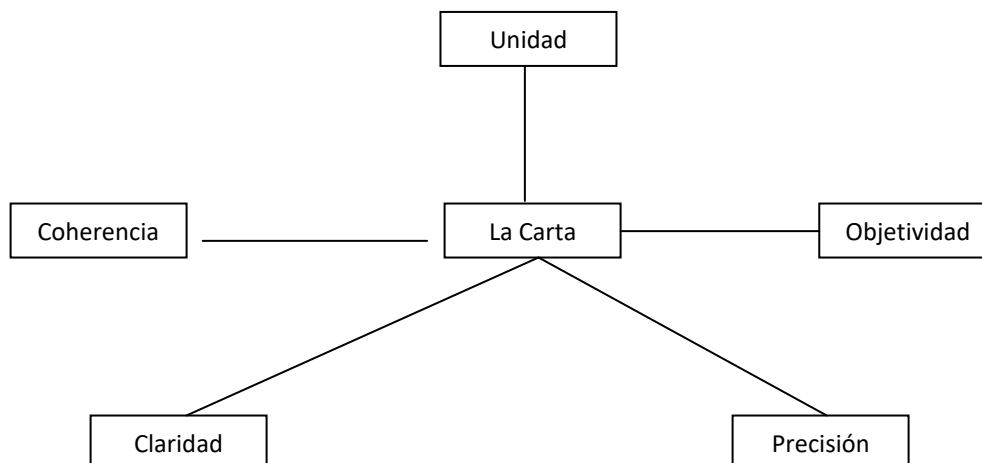 Unidad
Coherencia
La Carta
Objetividad
Claridad
Precisión